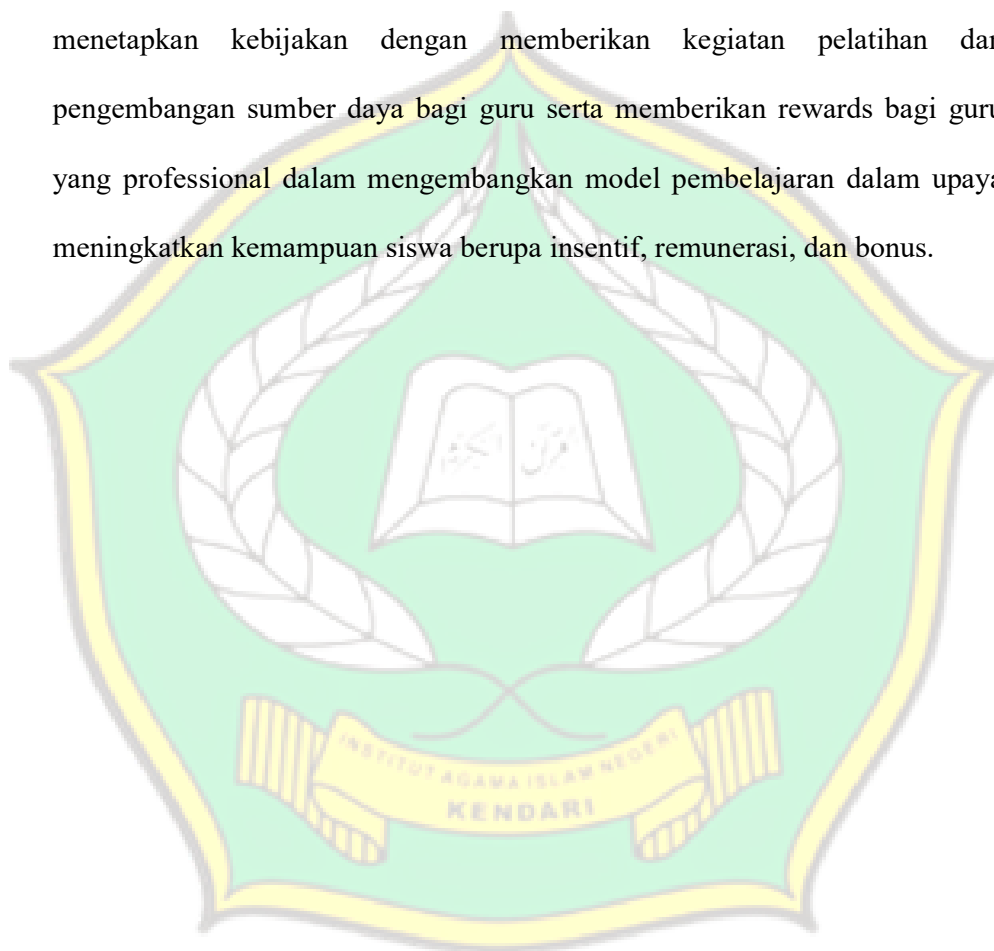 menetapkan kebijakan dengan memberikan kegiatan pelatihan dan
pengembangan sumber daya bagi guru serta memberikan rewards bagi guru
yang professional dalam mengembangkan model pembelajaran dalam upaya
meningkatkan kemampuan siswa berupa insentif, remunerasi, dan bonus.
INSTITUT AGAMA ISLAM NEGERI
KENDARI